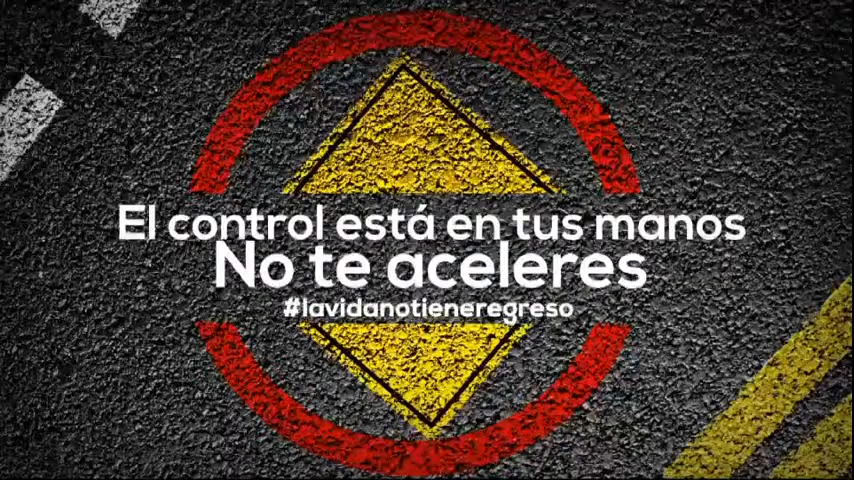 El control está en tus manos
No te aceleres
#lavidanotieneregreso